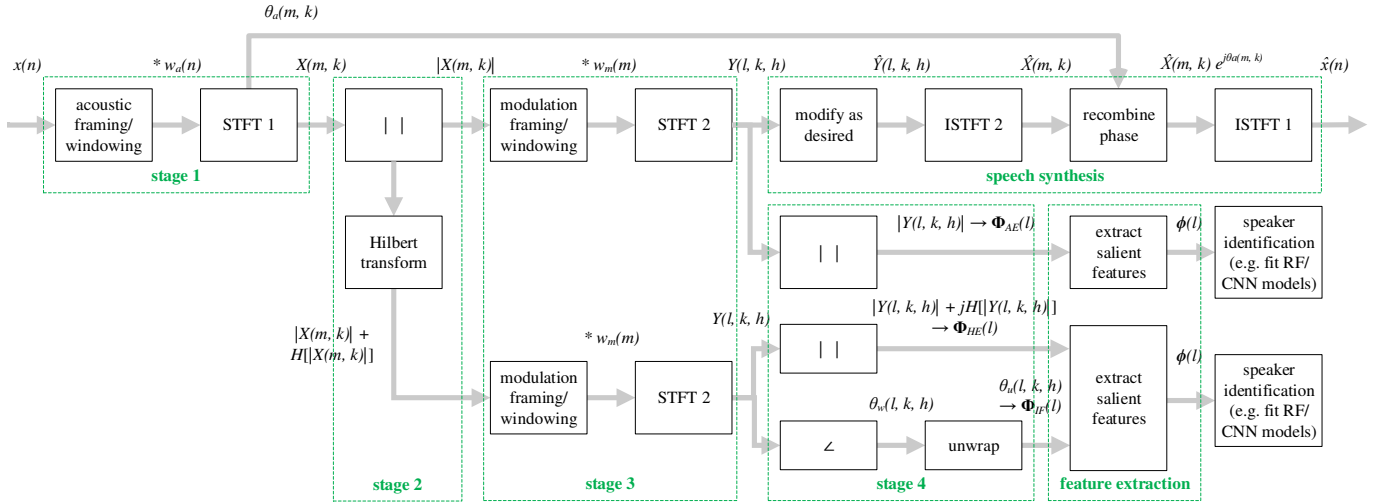 θa(m, k)
x(n)
* wa(n)
X(m, k)
|X(m, k)|
* wm(m)
Y(l, k, h)
Ŷ(l, k, h)
X̂(m, k)
X̂(m, k) e^jθa(m, k)
x̂(n)
acoustic
framing/
windowing
STFT 1
| |
modulation
framing/
windowing
STFT 2
modify as
desired
ISTFT 2
recombine
phase
ISTFT 1
stage 1
speech synthesis
Hilbert
transform
|Y(l, k, h)| → ΦAE(l)
| |
extract
salient
features
ϕ(l)
speaker
identification
(e.g. fit RF/
CNN models)
|X(m, k)| +
H[|X(m, k)|]
* wm(m)
Y(l, k, h)
|Y(l, k, h)| + jH[|Y(l, k, h)|]
→ ΦHE(l)
| |
modulation
framing/
windowing
STFT 2
θw(l, k, h)
θu(l, k, h)
→ ΦIF(l)
∠
unwrap
extract
salient
features
ϕ(l)
speaker
identification
(e.g. fit RF/
CNN models)
stage 2
stage 3
stage 4
feature extraction